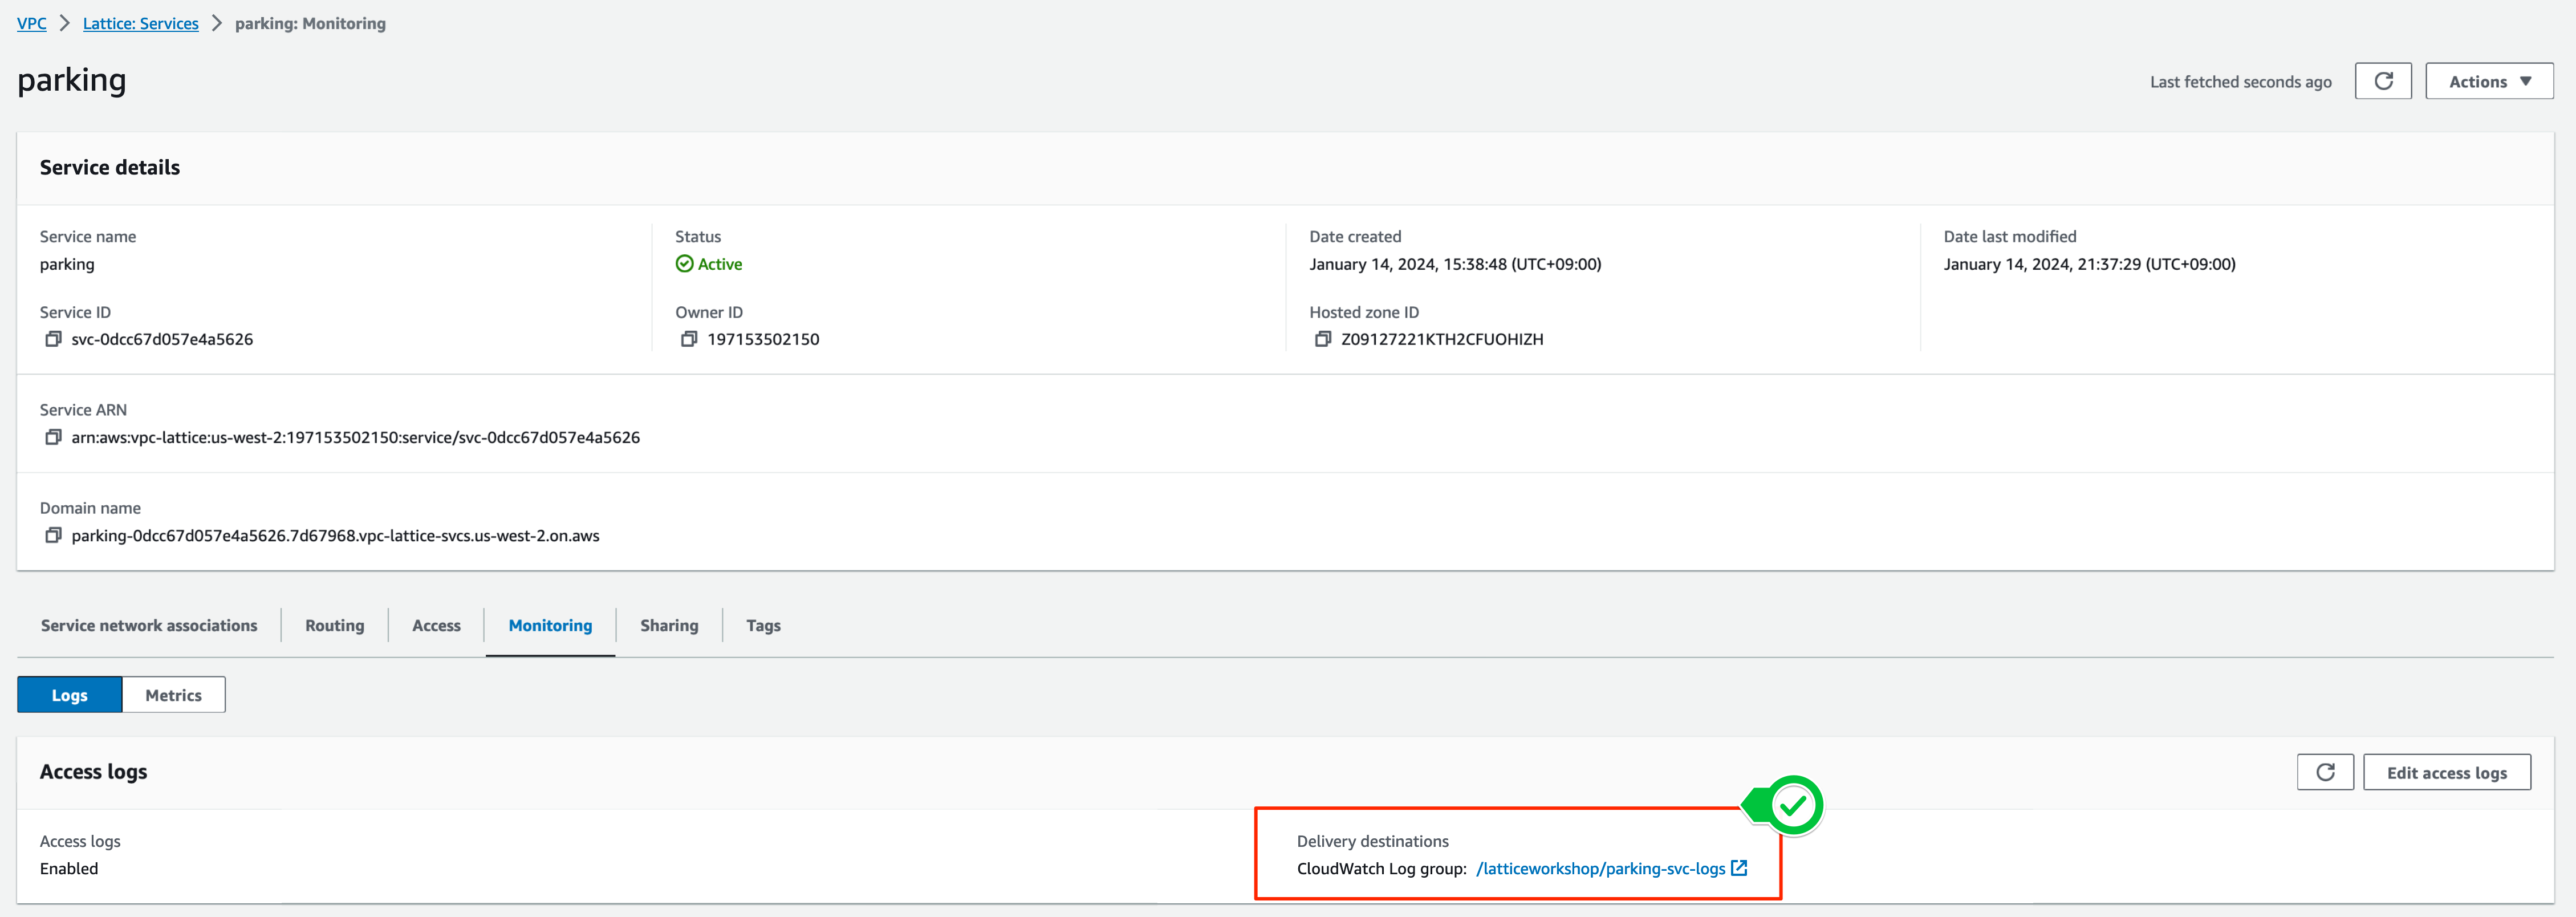 VPC > Lattice: Services > parking: Monitoring
parking
Last fetched seconds ago
Actions
Service details
Service name
parking
Status
Active
Date created
January 14, 2024, 15:38:48 (UTC+09:00)
Date last modified
January 14, 2024, 21:37:29 (UTC+09:00)
Service ID
svc-0dcc67d057e4a5626
Owner ID
197153502150
Hosted zone ID
Z09127221KTH2CFUOHIZH
Service ARN
arn:aws:vpc-lattice:us-west-2:197153502150:service/svc-0dcc67d057e4a5626
Domain name
parking-0dcc67d057e4a5626.7d67968.vpc-lattice-svcs.us-west-2.on.aws
Service network associations
Routing
Access
Monitoring
Sharing
Tags
Logs
Metrics
Access logs
Edit access logs
Access logs
Enabled
Delivery destinations
CloudWatch Log group: /latticeworkshop/parking-svc-logs